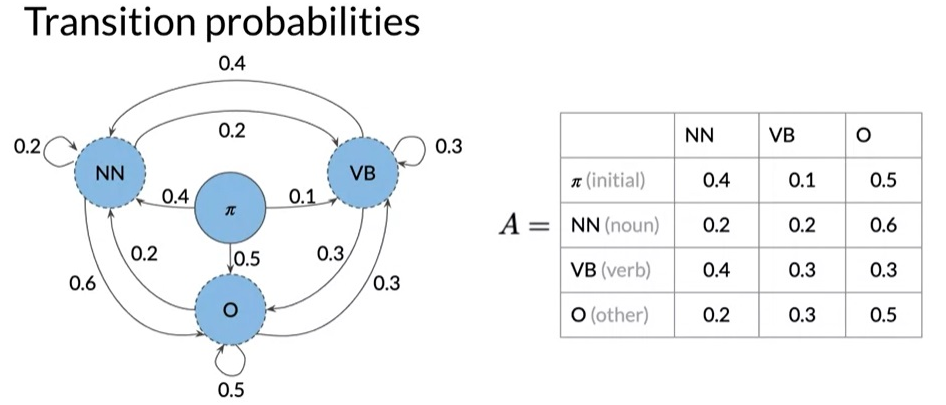 Transition probabilities
0.4
0.2
0.2
0.3
NN
VB
0.4
π
0.1
0.2
0.5
0.3
0.6
0.3
O
0.5
A =
NN VB O
π (initial) 0.4 0.1 0.5
NN (noun) 0.2 0.2 0.6
VB (verb) 0.4 0.3 0.3
O (other) 0.2 0.3 0.5